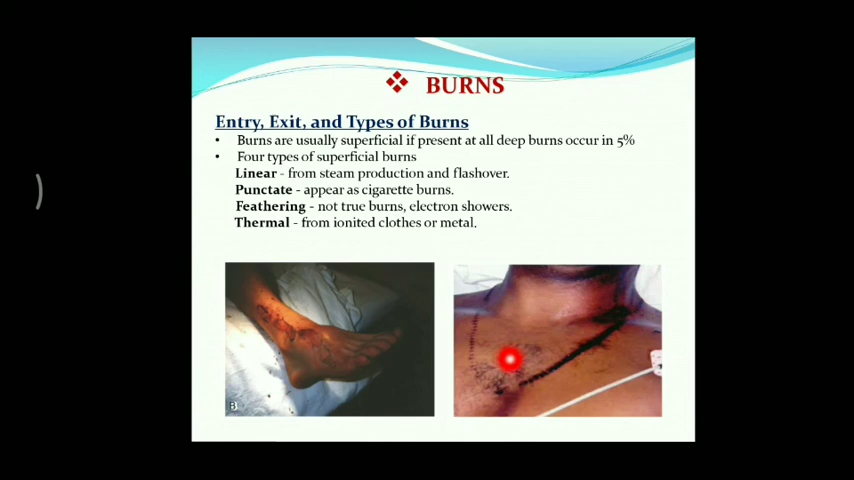 ❖ BURNS
Entry, Exit, and Types of Burns
• Burns are usually superficial if present at all deep burns occur in 5%
• Four types of superficial burns
Linear - from steam production and flashover.
Punctate - appear as cigarette burns.
Feathering - not true burns, electron showers.
Thermal - from ionited clothes or metal.
B